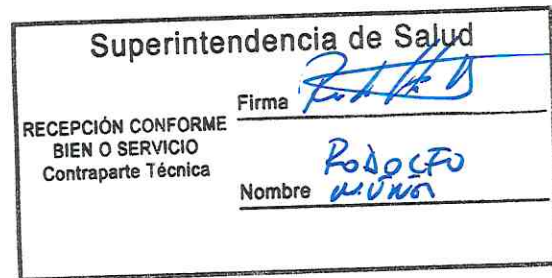 Superintendencia de Salud
Firma
RECEPCIÓN CONFORME
BIEN O SERVICIO
Contraparte Técnica
RODOLFO
Nombre MUÑOZ